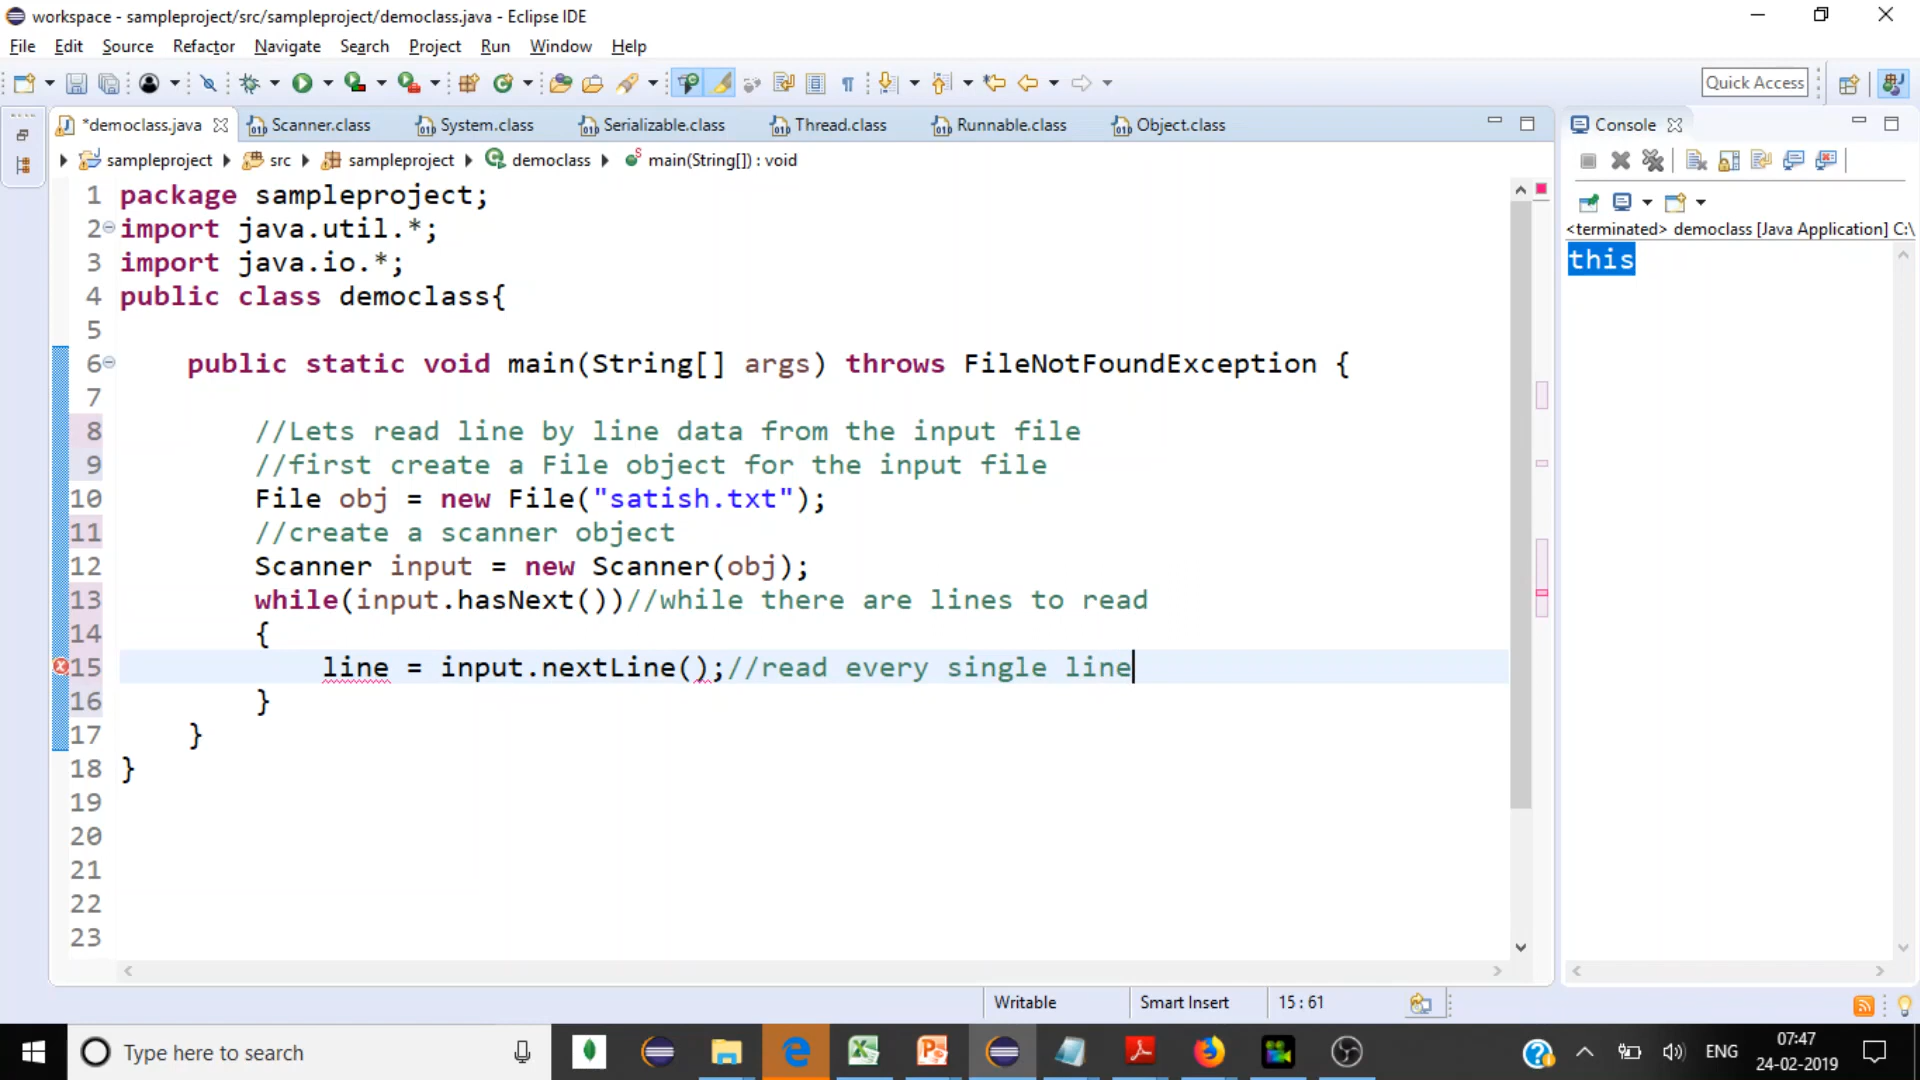 workspace - sampleproject/src/sampleproject/democlass.java - Eclipse IDE
File Edit Source Refactor Navigate Search Project Run Window Help
Quick Access
*democlass.java Scanner.class System.class Serializable.class Thread.class Runnable.class Object.class
sampleproject src sampleproject democlass main(String[]) : void
1 package sampleproject;
2 import java.util.*;
3 import java.io.*;
4 public class democlass{
5
6 public static void main(String[] args) throws FileNotFoundException {
7
8 //Lets read line by line data from the input file
9 //first create a File object for the input file
10 File obj = new File("satish.txt");
11 //create a scanner object
12 Scanner input = new Scanner(obj);
13 while(input.hasNext())//while there are lines to read
14 {
15 line = input.nextLine();//read every single line
16 }
17 }
18 }
19
20
21
22
23
Console
<terminated> democlass [Java Application] C:\
this
Writable Smart Insert 15 : 61
Type here to search
ENG
07:47
24-02-2019